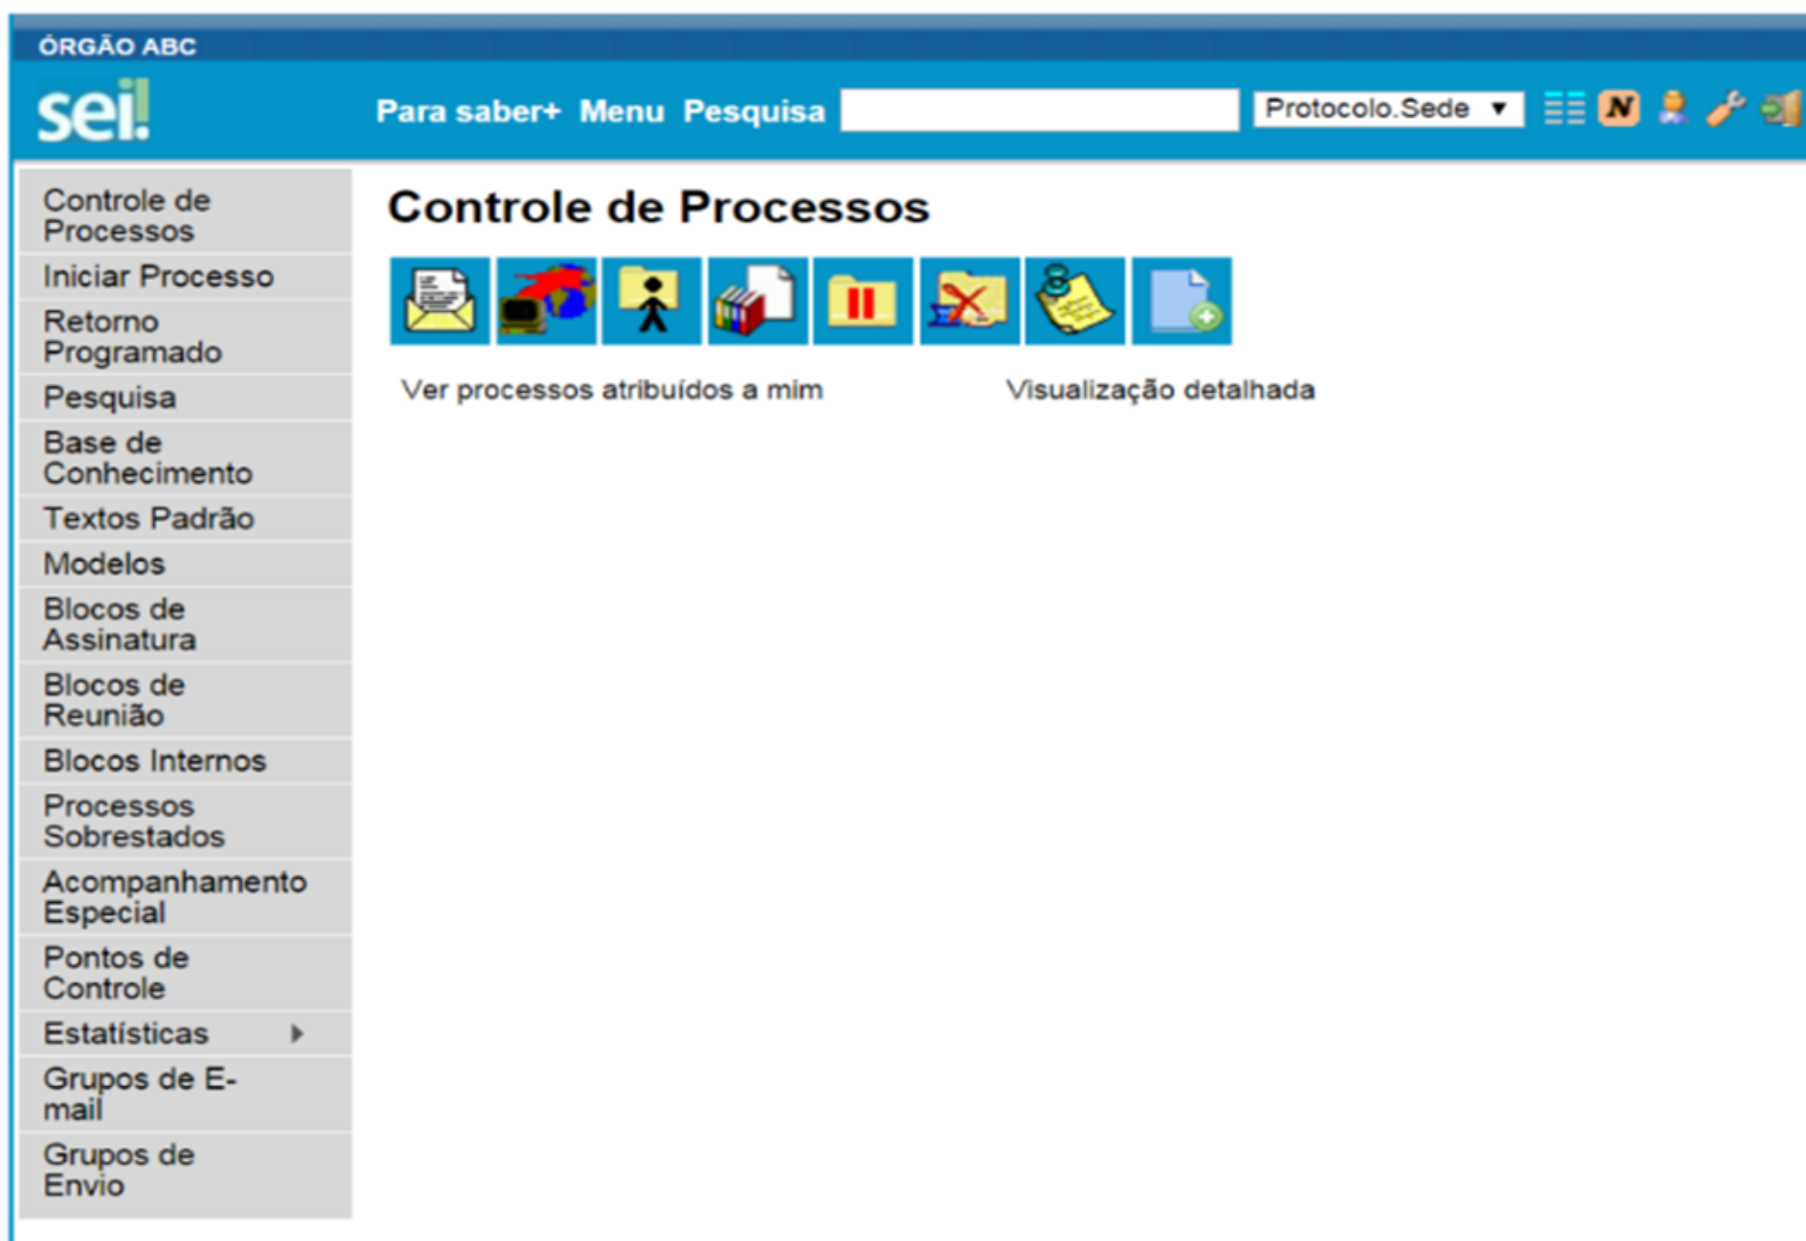 ÓRGÃO ABC
sei!
Para saber+ Menu Pesquisa
Protocolo.Sede
N
Controle de
Processos
Iniciar Processo
Retorno
Programado
Pesquisa
Base de
Conhecimento
Textos Padrão
Modelos
Blocos de
Assinatura
Blocos de
Reunião
Blocos Internos
Processos
Sobrestados
Acompanhamento
Especial
Pontos de
Controle
Estatísticas
Grupos de E-
mail
Grupos de
Envio
Controle de Processos
Ver processos atribuídos a mim
Visualização detalhada